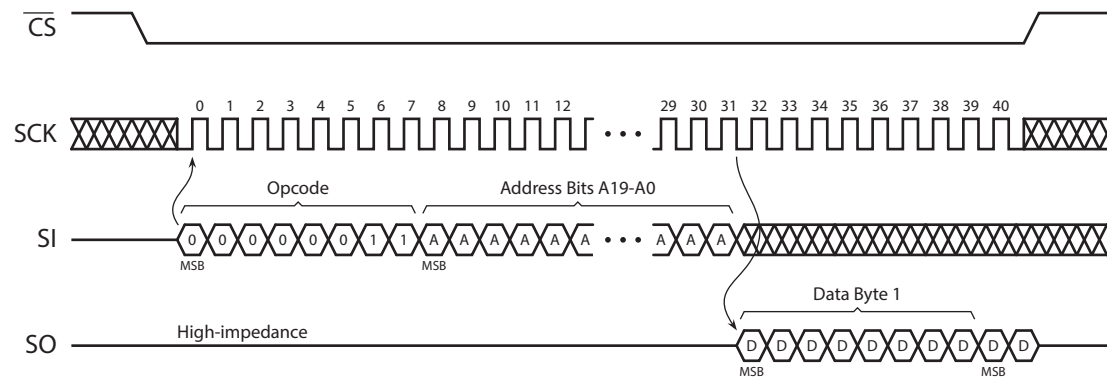 CS
0 1 2 3 4 5 6 7 8 9 10 11 12 29 30 31 32 33 34 35 36 37 38 39 40
SCK
Opcode Address Bits A19-A0
SI 0 0 0 0 0 0 1 1 A A A A A A A A A
MSB MSB
Data Byte 1
High-impedance
SO D D D D D D D D D D
MSB MSB